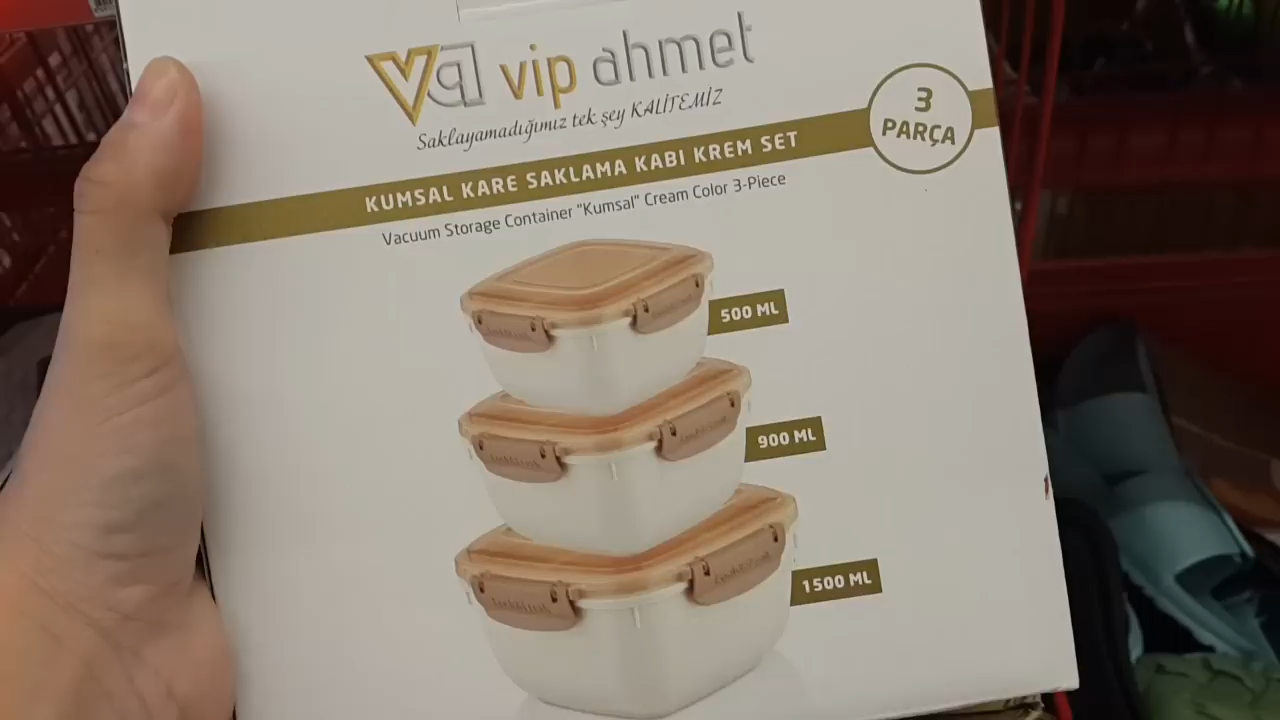 va vip ahmet
Saklayamadığımız tek şey KALİTEMİZ
3
PARÇA
KUMSAL KARE SAKLAMA KABI KREM SET
Vacuum Storage Container "Kumsal" Cream Color 3-Piece
500 ML
900 ML
1500 ML